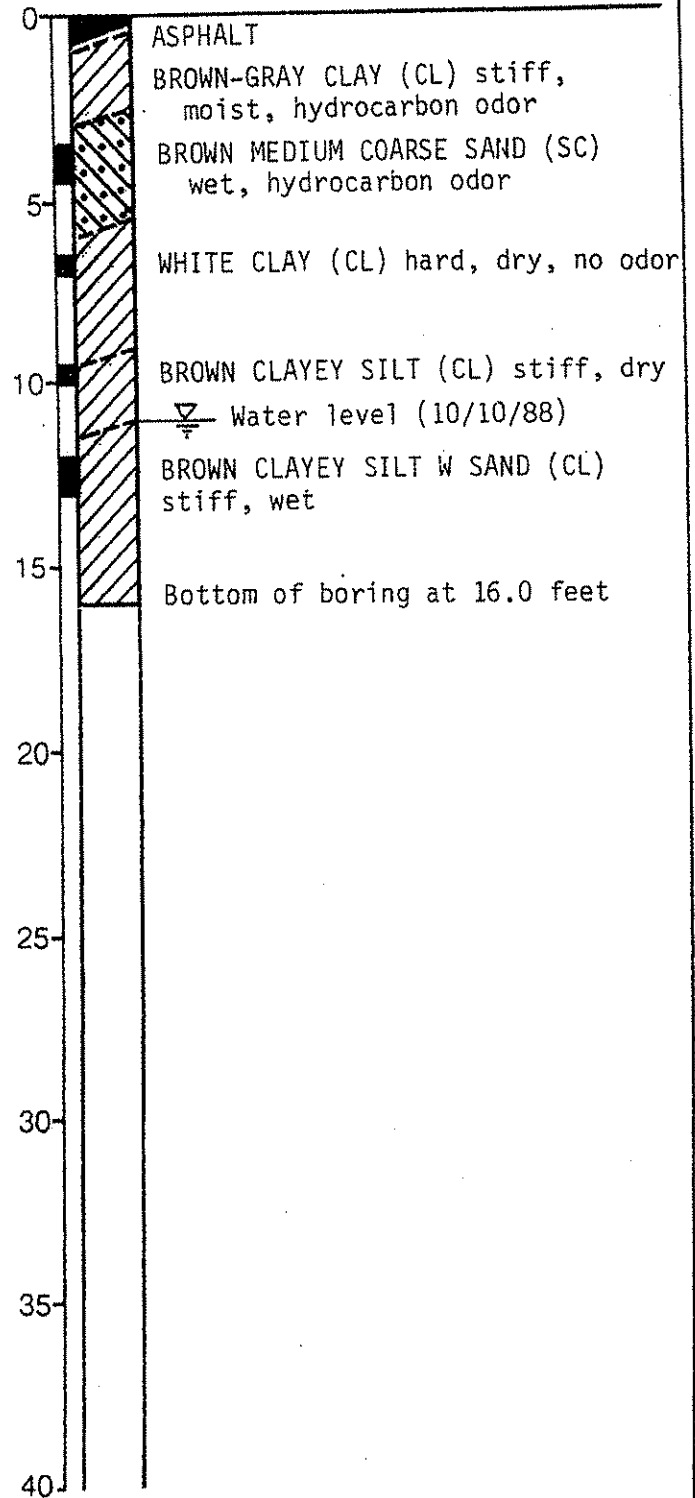 0
ASPHALT
BROWN-GRAY CLAY (CL) stiff,
moist, hydrocarbon odor
BROWN MEDIUM COARSE SAND (SC)
wet, hydrocarbon odor
5
WHITE CLAY (CL) hard, dry, no odor
BROWN CLAYEY SILT (CL) stiff, dry
10
Water level (10/10/88)
BROWN CLAYEY SILT W SAND (CL)
stiff, wet
15
Bottom of boring at 16.0 feet
20
25
30
35
40